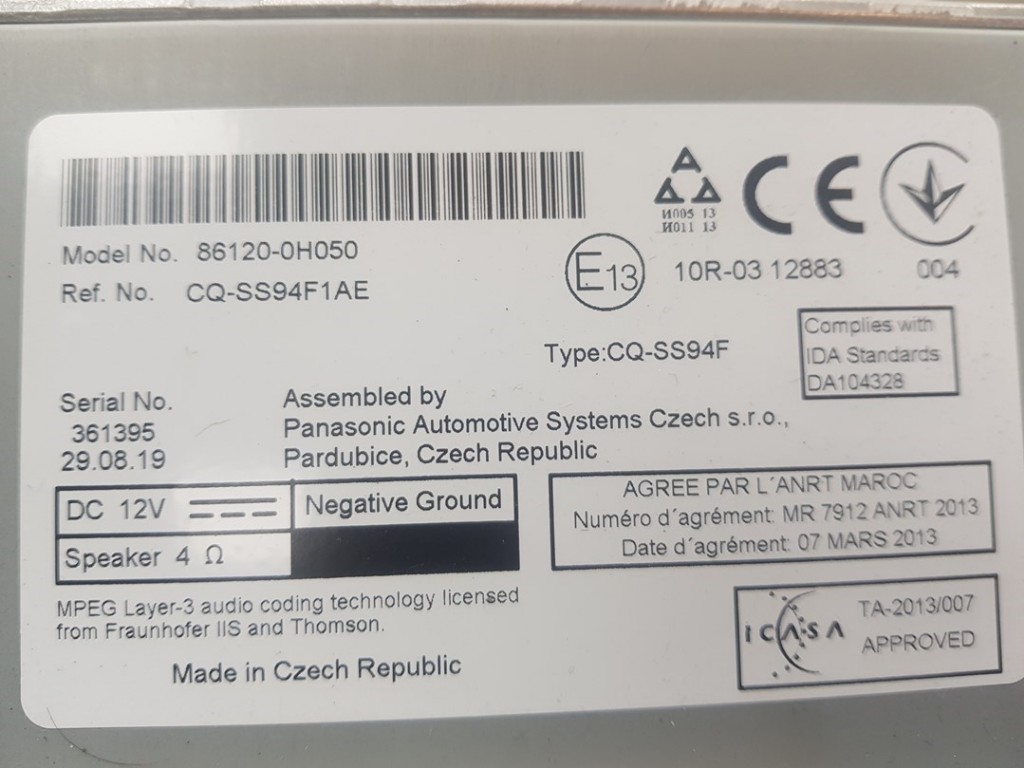 Model No. 86120-0H050
Ref. No. CQ-SS94F1AE
И005 13
И011 13
CE
E13
10R-03 12883
004
Type:CQ-SS94F
Complies with
IDA Standards
DA104328
Serial No.
361395
29.08.19
Assembled by
Panasonic Automotive Systems Czech s.r.o.,
Pardubice, Czech Republic
DC 12V
Negative Ground
Speaker 4 Ω
AGREE PAR L´ANRT MAROC
Numéro d´agrément: MR 7912 ANRT 2013
Date d´agrément: 07 MARS 2013
MPEG Layer-3 audio coding technology licensed
from Fraunhofer IIS and Thomson.
Made in Czech Republic
ICASA
TA-2013/007
APPROVED